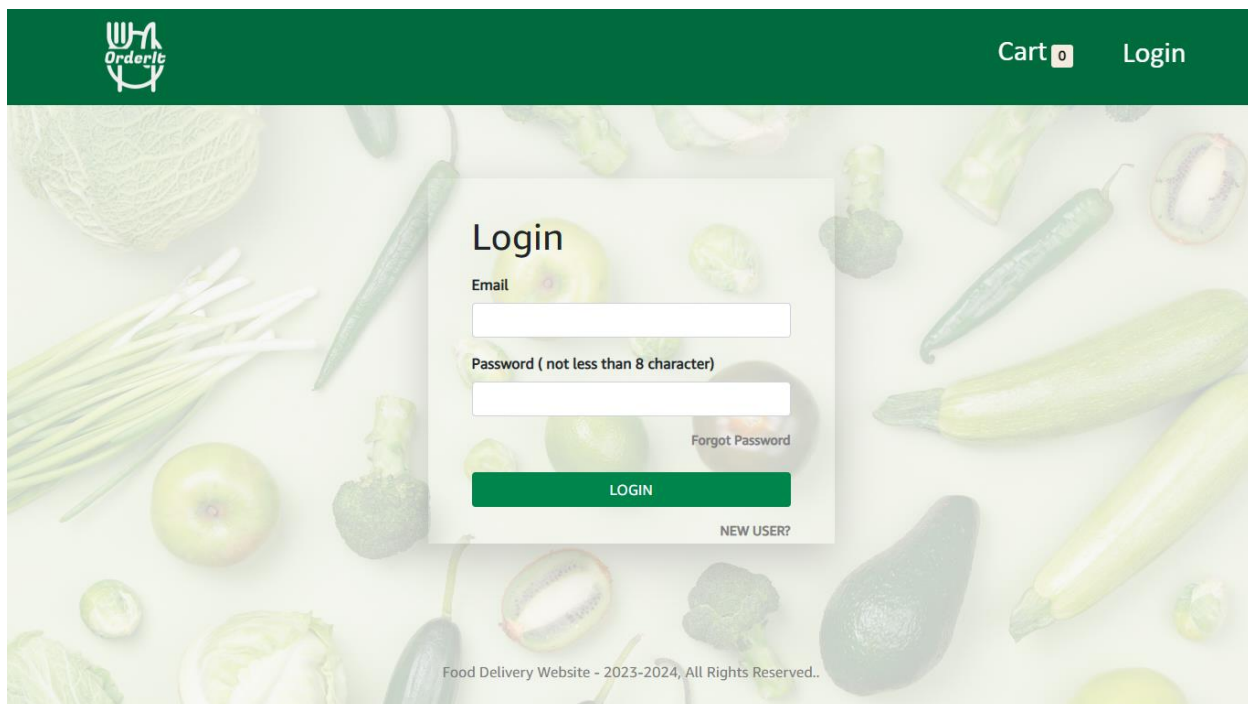 OrderIt
Cart 0 Login
Login
Email
Password ( not less than 8 character)
Forgot Password
LOGIN
NEW USER?
Food Delivery Website - 2023-2024, All Rights Reserved..